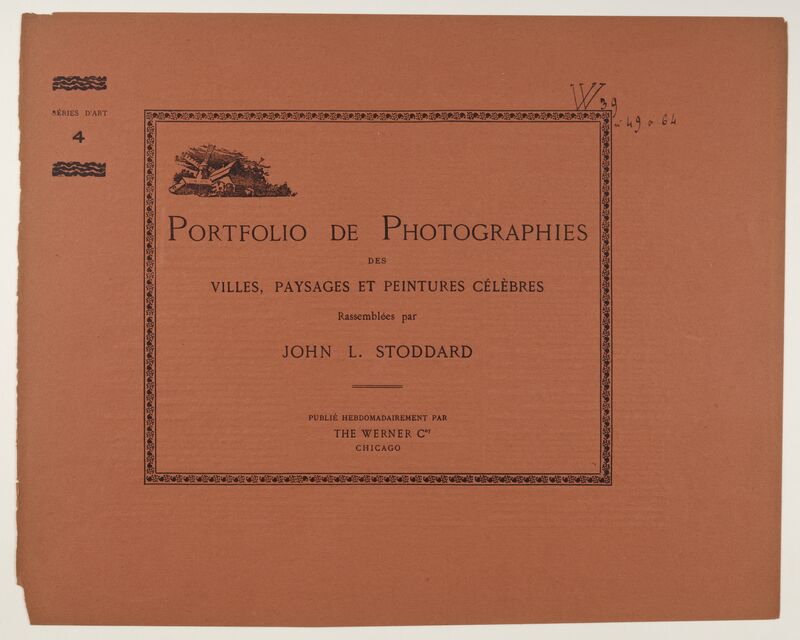 SÉRIES D'ART
4
W 39
49 à 64
PORTFOLIO DE PHOTOGRAPHIES
DES
VILLES, PAYSAGES ET PEINTURES CÉLÈBRES
Rassemblées par
JOHN L. STODDARD
PUBLIÉ HEBDOMADAIREMENT PAR
THE WERNER Cᵒʸ
CHICAGO